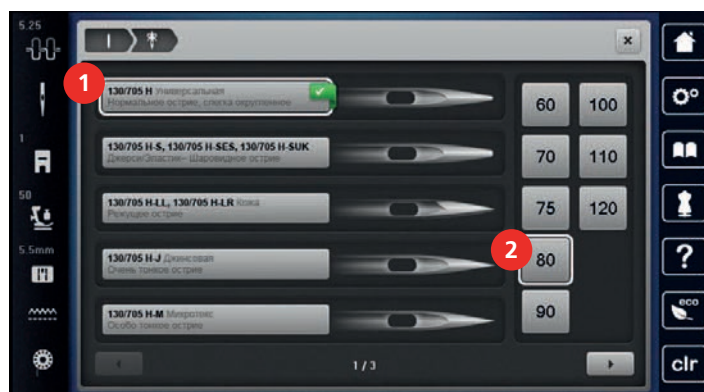 6.25
×
1
130/705 H Универсальная
Нормальное острие, слегка округленное
60
100
1
130/705 H-S, 130/705 H-SES, 130/705 H-SUK
Джерси/Эластик– Шаровидное острие
70
110
50
130/705 H-LL, 130/705 H-LR Кожа
Режущее острие
75
120
5.5mm
2
130/705 H-J Джинсовая
Очень тонкое острие
80
?
130/705 H-M Микротекс
Особо тонкое острие
90
eco
1 / 3
clr